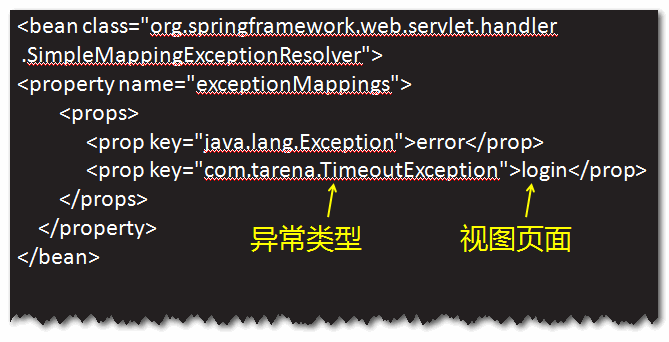 <bean class="org.springframework.web.servlet.handler
.SimpleMappingExceptionResolver">
<property name="exceptionMappings">
<props>
<prop key="java.lang.Exception">error</prop>
<prop key="com.tarena.TimeoutException">login</prop>
</props>
</property>
</bean>
异常类型
视图页面